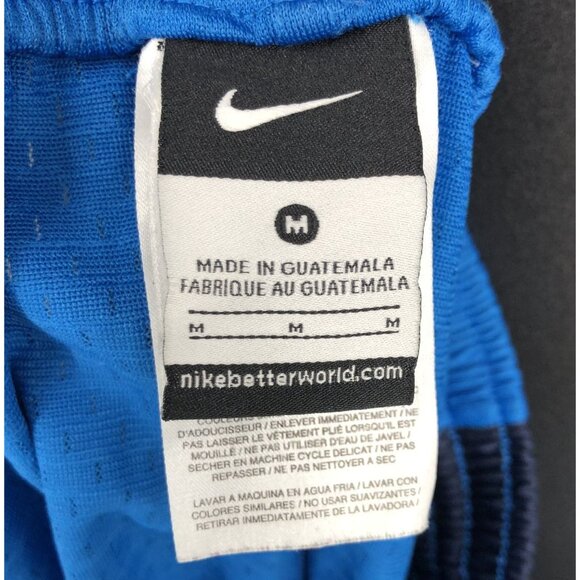 M
MADE IN GUATEMALA
FABRIQUE AU GUATEMALA
M M M
nikebetterworld.com
D'ADOUCISSEUR / ENLEVER IMMEDIATEMENT / NE
PAS LAISSER LE VÊTEMENT PLIÉ LORSQU'IL EST
MOUILLÉ / NE PAS UTILISER D'EAU DE JAVEL /
SECHER EN MACHINE CYCLE DELICAT / NE PAS
REPASSER / NE PAS NETTOYER A SEC
LAVAR A MAQUINA EN AGUA FRIA / LAVAR CON
COLORES SIMILARES / NO USAR SUAVIZANTES /
RETIRAR INMEDIATAMENTE DE LA LAVADORA /